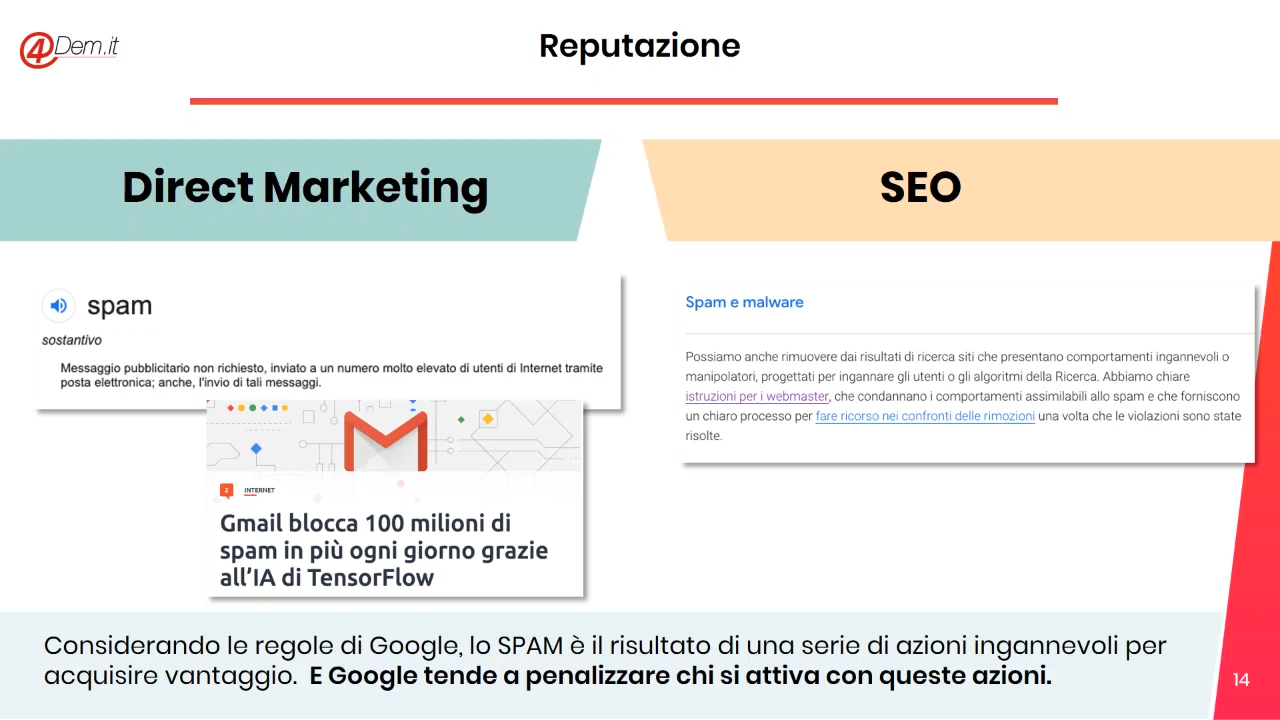 4Dem.it
Reputazione
Direct Marketing
SEO
spam
sostantivo
Messaggio pubblicitario non richiesto, inviato a un numero molto elevato di utenti di Internet tramite
posta elettronica; anche, l'invio di tali messaggi.
2 INTERNET
Gmail blocca 100 milioni di
spam in più ogni giorno grazie
all'IA di TensorFlow
Spam e malware
Possiamo anche rimuovere dai risultati di ricerca siti che presentano comportamenti ingannevoli o
manipolatori, progettati per ingannare gli utenti o gli algoritmi della Ricerca. Abbiamo chiare
istruzioni per i webmaster, che condannano i comportamenti assimilabili allo spam e che forniscono
un chiaro processo per fare ricorso nei confronti delle rimozioni una volta che le violazioni sono state
risolte.
Considerando le regole di Google, lo SPAM è il risultato di una serie di azioni ingannevoli per
acquisire vantaggio. E Google tende a penalizzare chi si attiva con queste azioni.
14